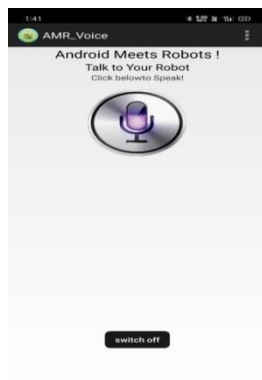 1:41
AMR_Voice
Android Meets Robots !
Talk to Your Robot
Click belowto Speak!
switch off